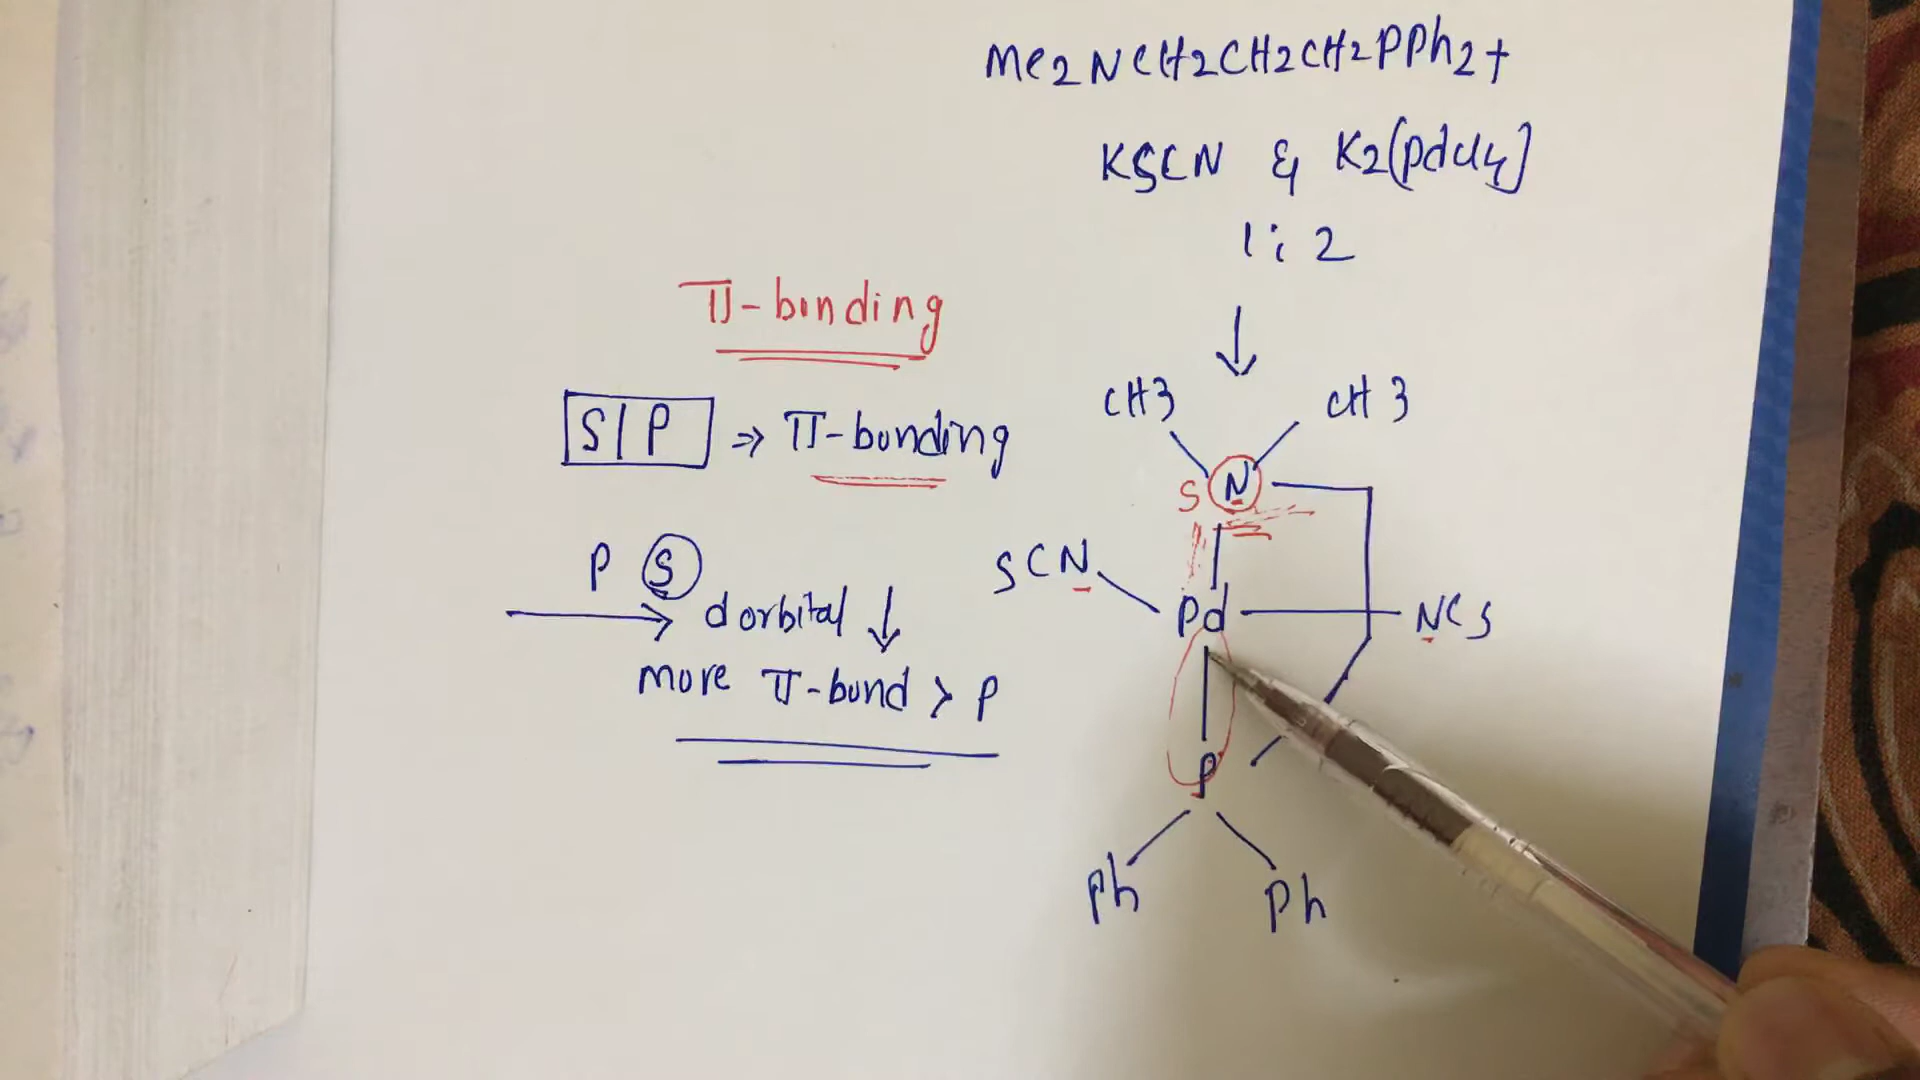 Me2NCH2CH2CH2PPh2+
KSCN & K2[PdCl4]
1:2
π-bonding
S/P ⇒ π-bonding
P S
d orbital ↓
more π-bond > P
CH3 CH3
S N
SCN Pd NCS
P
Ph Ph